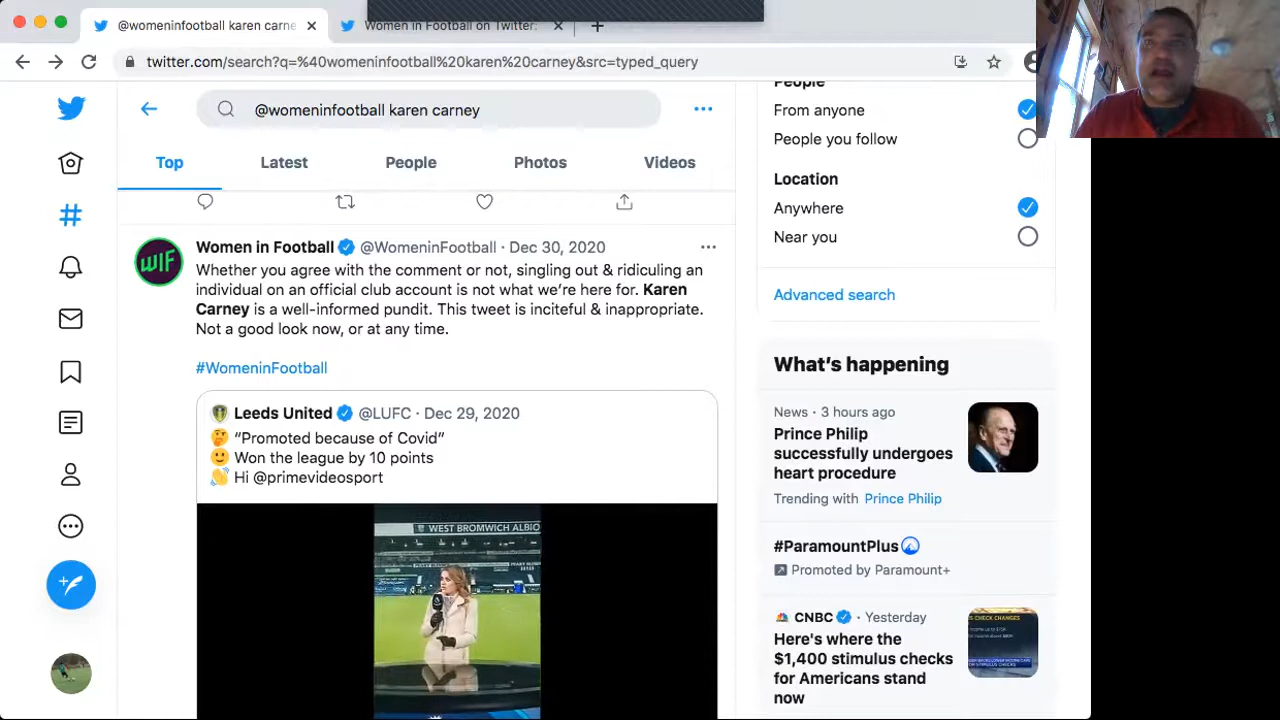 @womeninfootball karen carne
Women in Football on Twitter:
twitter.com/search?q=%40womeninfootball%20karen%20carney&src=typed_query
@womeninfootball karen carney
Top
Latest
People
Photos
Videos
WIF
Women in Football @WomeninFootball · Dec 30, 2020
Whether you agree with the comment or not, singling out & ridiculing an
individual on an official club account is not what we're here for. Karen
Carney is a well-informed pundit. This tweet is inciteful & inappropriate.
Not a good look now, or at any time.
#WomeninFootball
Leeds United @LUFC · Dec 29, 2020
"Promoted because of Covid"
Won the league by 10 points
Hi @primevideosport
WEST BROMWICH ALBIO
People
From anyone
People you follow
Location
Anywhere
Near you
Advanced search
What's happening
News · 3 hours ago
Prince Philip
successfully undergoes
heart procedure
Trending with Prince Philip
#ParamountPlus
Promoted by Paramount+
CNBC · Yesterday
Here's where the
$1,400 stimulus checks
for Americans stand
now
S CHECK CHANGES